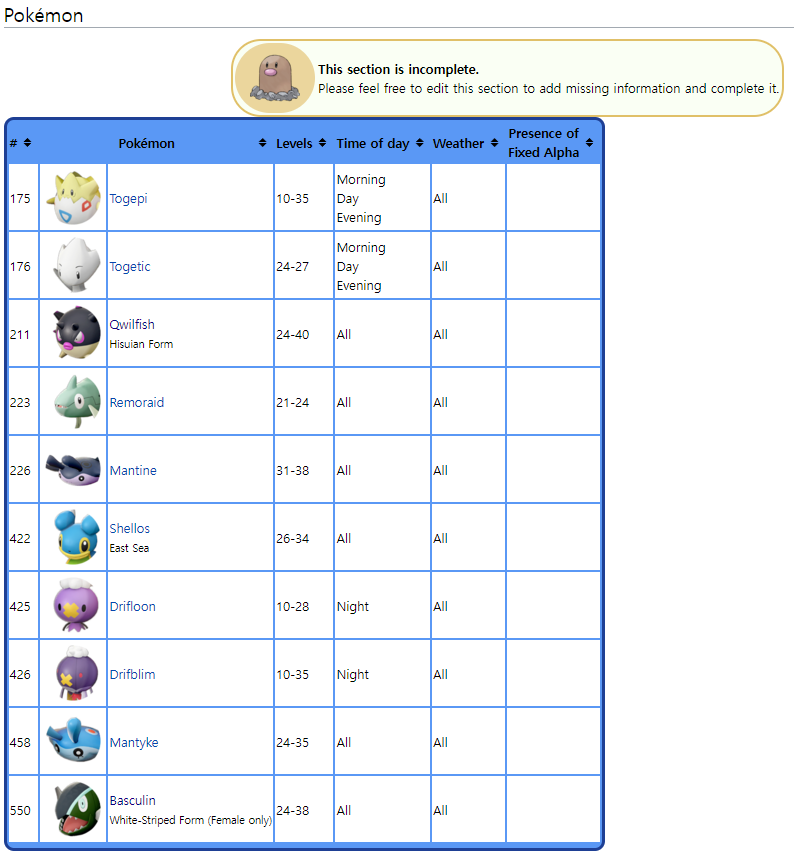 Pokémon
This section is incomplete.
Please feel free to edit this section to add missing information and complete it.
# Pokémon Levels Time of day Weather Presence of
Fixed Alpha
175 Togepi 10-35 Morning
Day
Evening All
176 Togetic 24-27 Morning
Day
Evening All
211 Qwilfish
Hisuian Form 24-40 All All
223 Remoraid 21-24 All All
226 Mantine 31-38 All All
422 Shellos
East Sea 26-34 All All
425 Drifloon 10-28 Night All
426 Drifblim 10-35 Night All
458 Mantyke 24-35 All All
550 Basculin
White-Striped Form (Female only) 24-38 All All